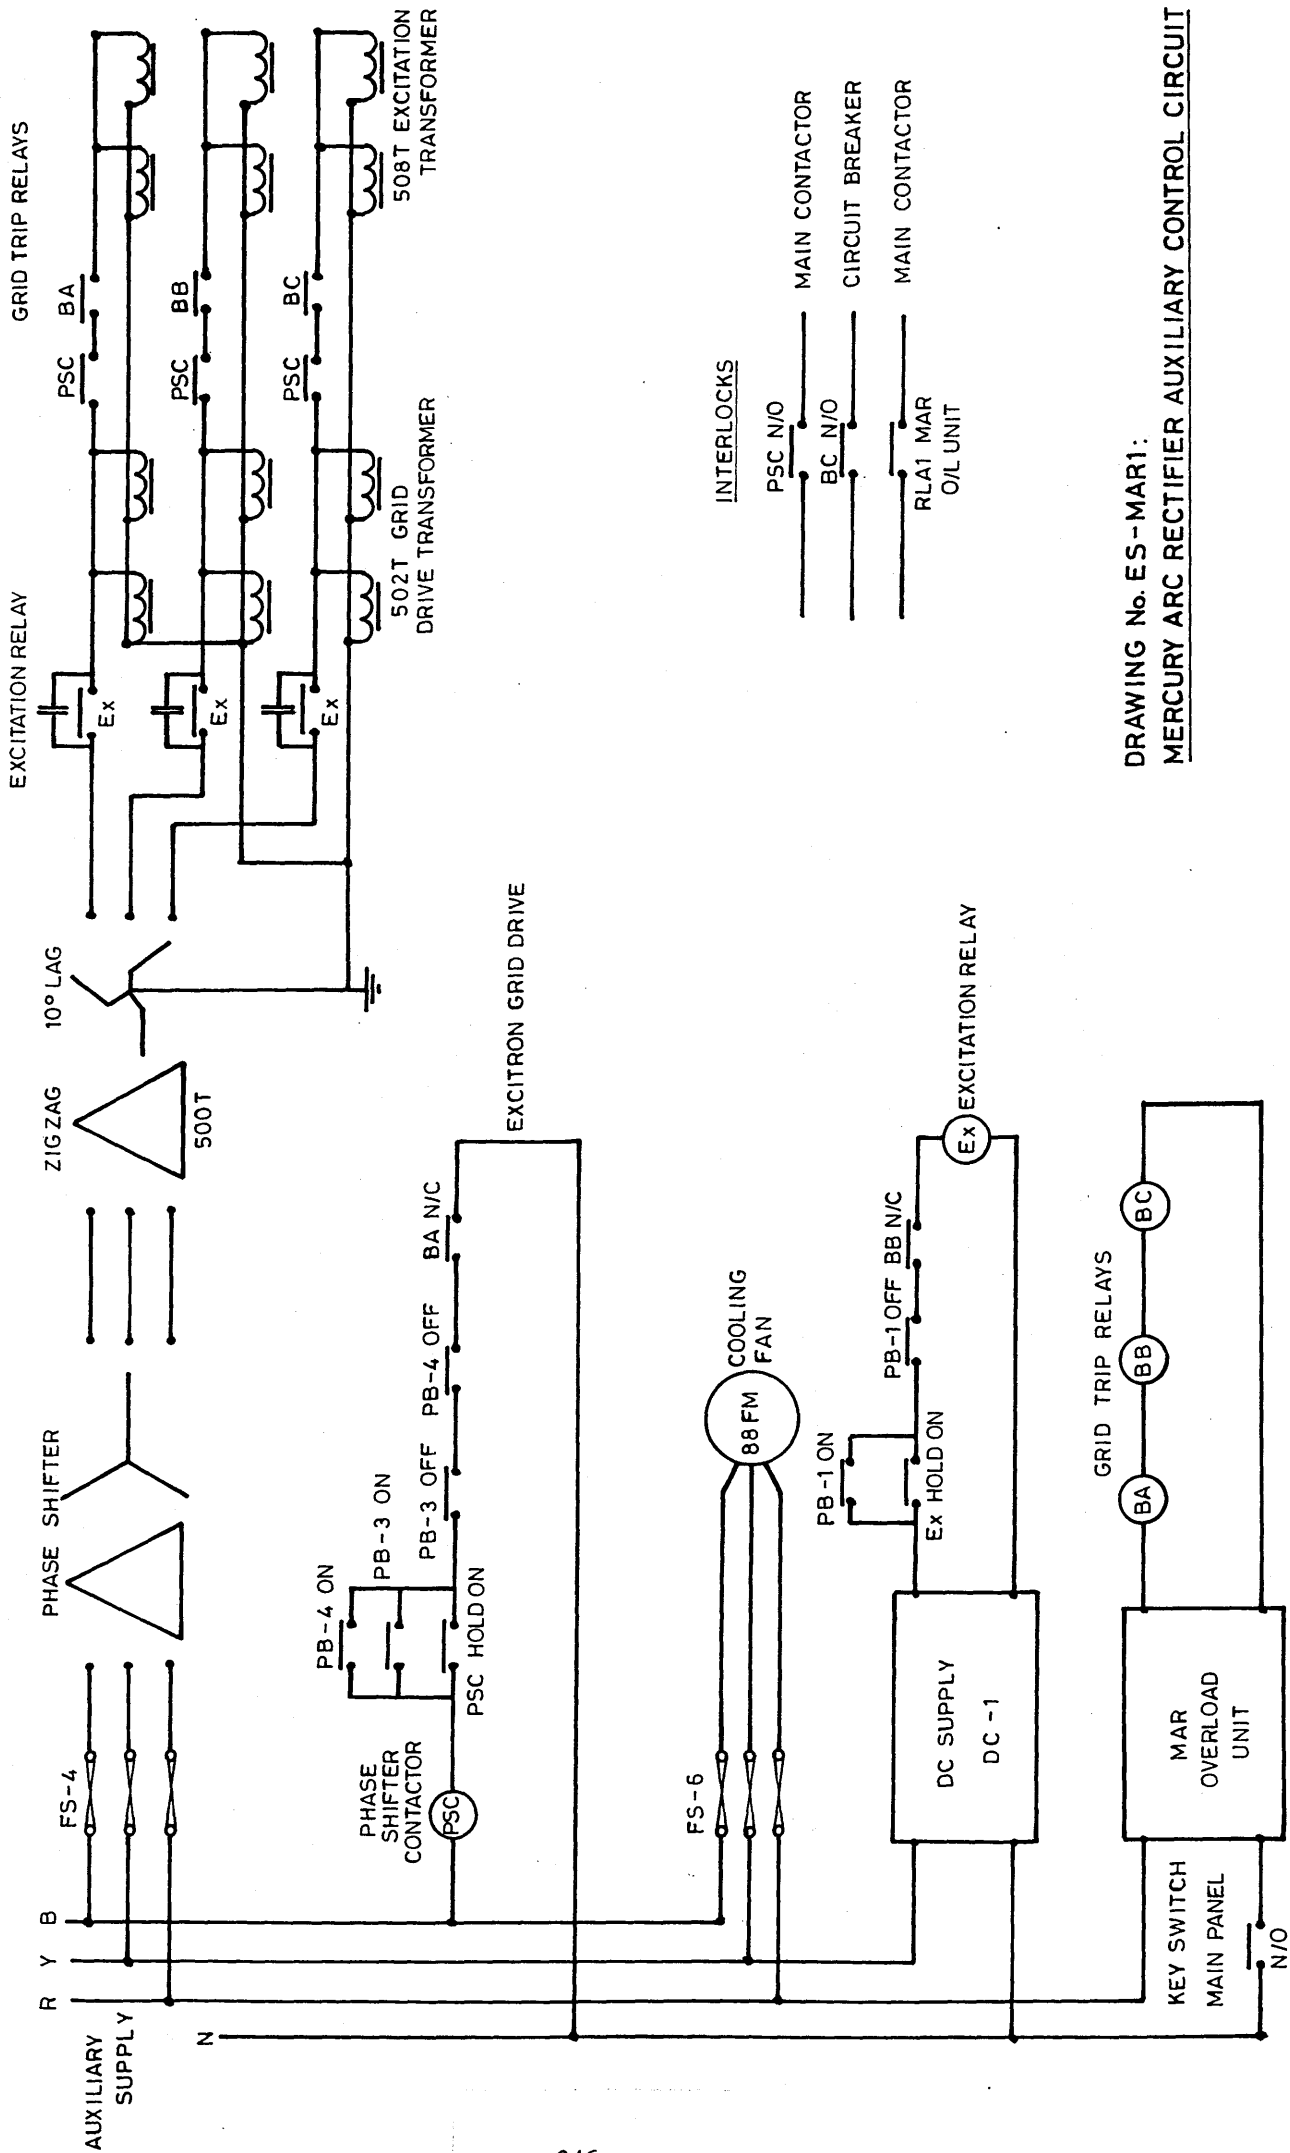 AUXILIARY
SUPPLY
R
Y
B
N
FS-4
PHASE SHIFTER
ZIGZAG
10° LAG
500T
EXCITATION RELAY
GRID TRIP RELAYS
Ex
PSC
BA
Ex
PSC
BB
Ex
PSC
BC
502T GRID
DRIVE TRANSFORMER
508T EXCITATION
TRANSFORMER
PHASE
SHIFTER
CONTACTOR
PSC
PB-4 ON
PB-3 ON
PSC HOLD ON
PB-3 OFF
PB-4 OFF
BA N/C
EXCITRON GRID DRIVE
FS-6
88FM
COOLING
FAN
DC SUPPLY
DC-1
PB-1 ON
Ex HOLD ON
PB-1 OFF
BB N/C
Ex
EXCITATION RELAY
KEY SWITCH
MAIN PANEL
N/O
MAR
OVERLOAD
UNIT
GRID TRIP RELAYS
BA
BB
BC
INTERLOCKS
PSC N/O
MAIN CONTACTOR
BC N/O
CIRCUIT BREAKER
RLA1 MAR
O/L UNIT
MAIN CONTACTOR
DRAWING No. ES-MAR1:
MERCURY ARC RECTIFIER AUXILIARY CONTROL CIRCUIT